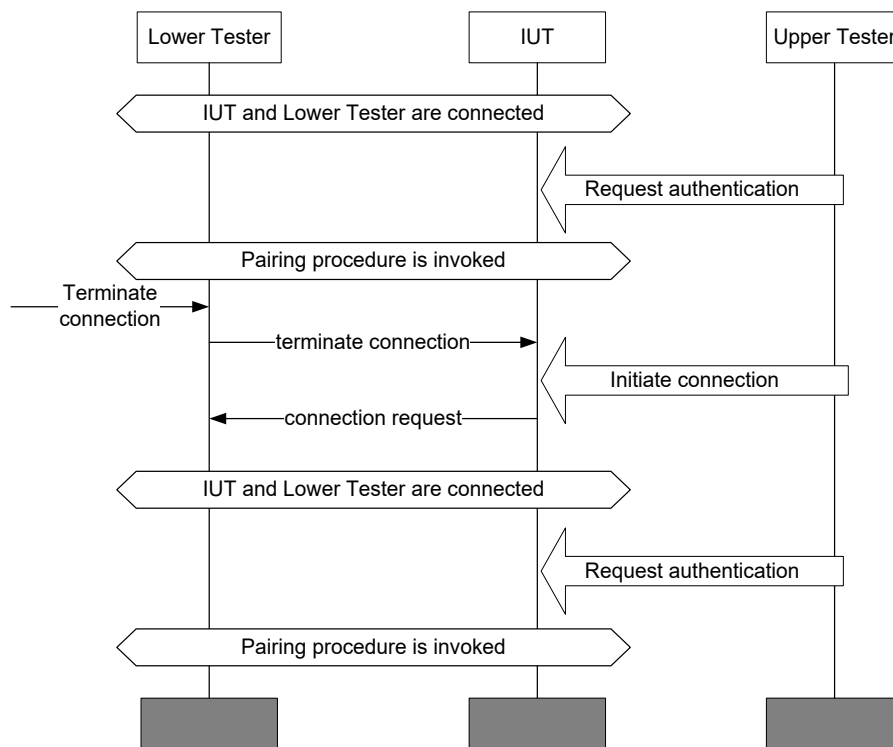 Lower Tester
IUT
Upper Tester
IUT and Lower Tester are connected
Request authentication
Pairing procedure is invoked
Terminate
connection
terminate connection
Initiate connection
connection request
IUT and Lower Tester are connected
Request authentication
Pairing procedure is invoked